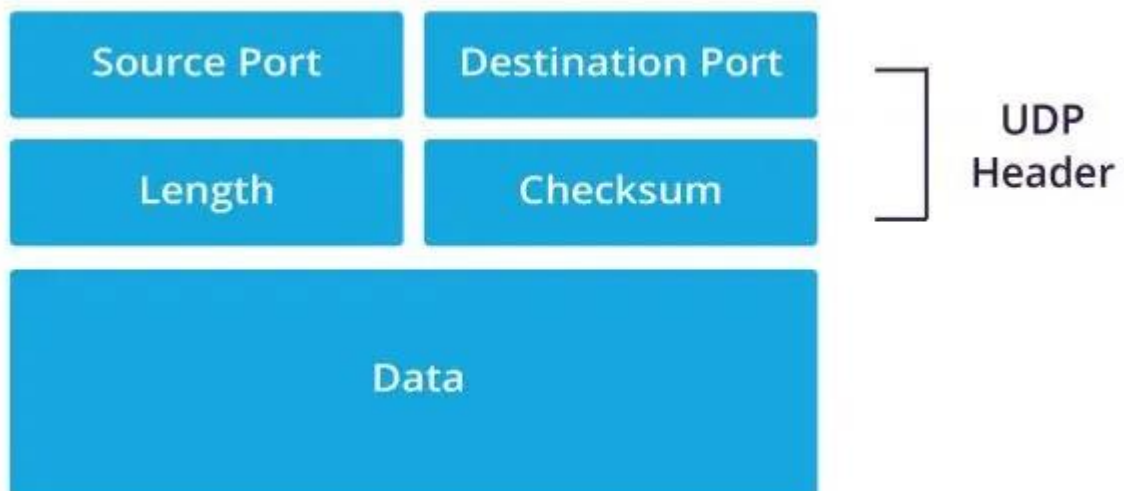 Source Port
Destination Port
UDP
Header
Length
Checksum
Data